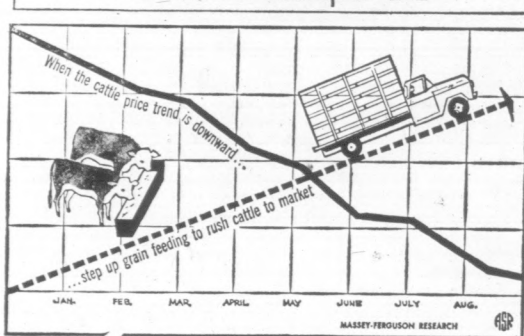 When the cattle price trend is downward...
...step up grain feeding to rush cattle to market
JAN. FEB. MAR. APRIL MAY JUNE JULY AUG.
MASSEY-FERGUSON RESEARCH
ASR